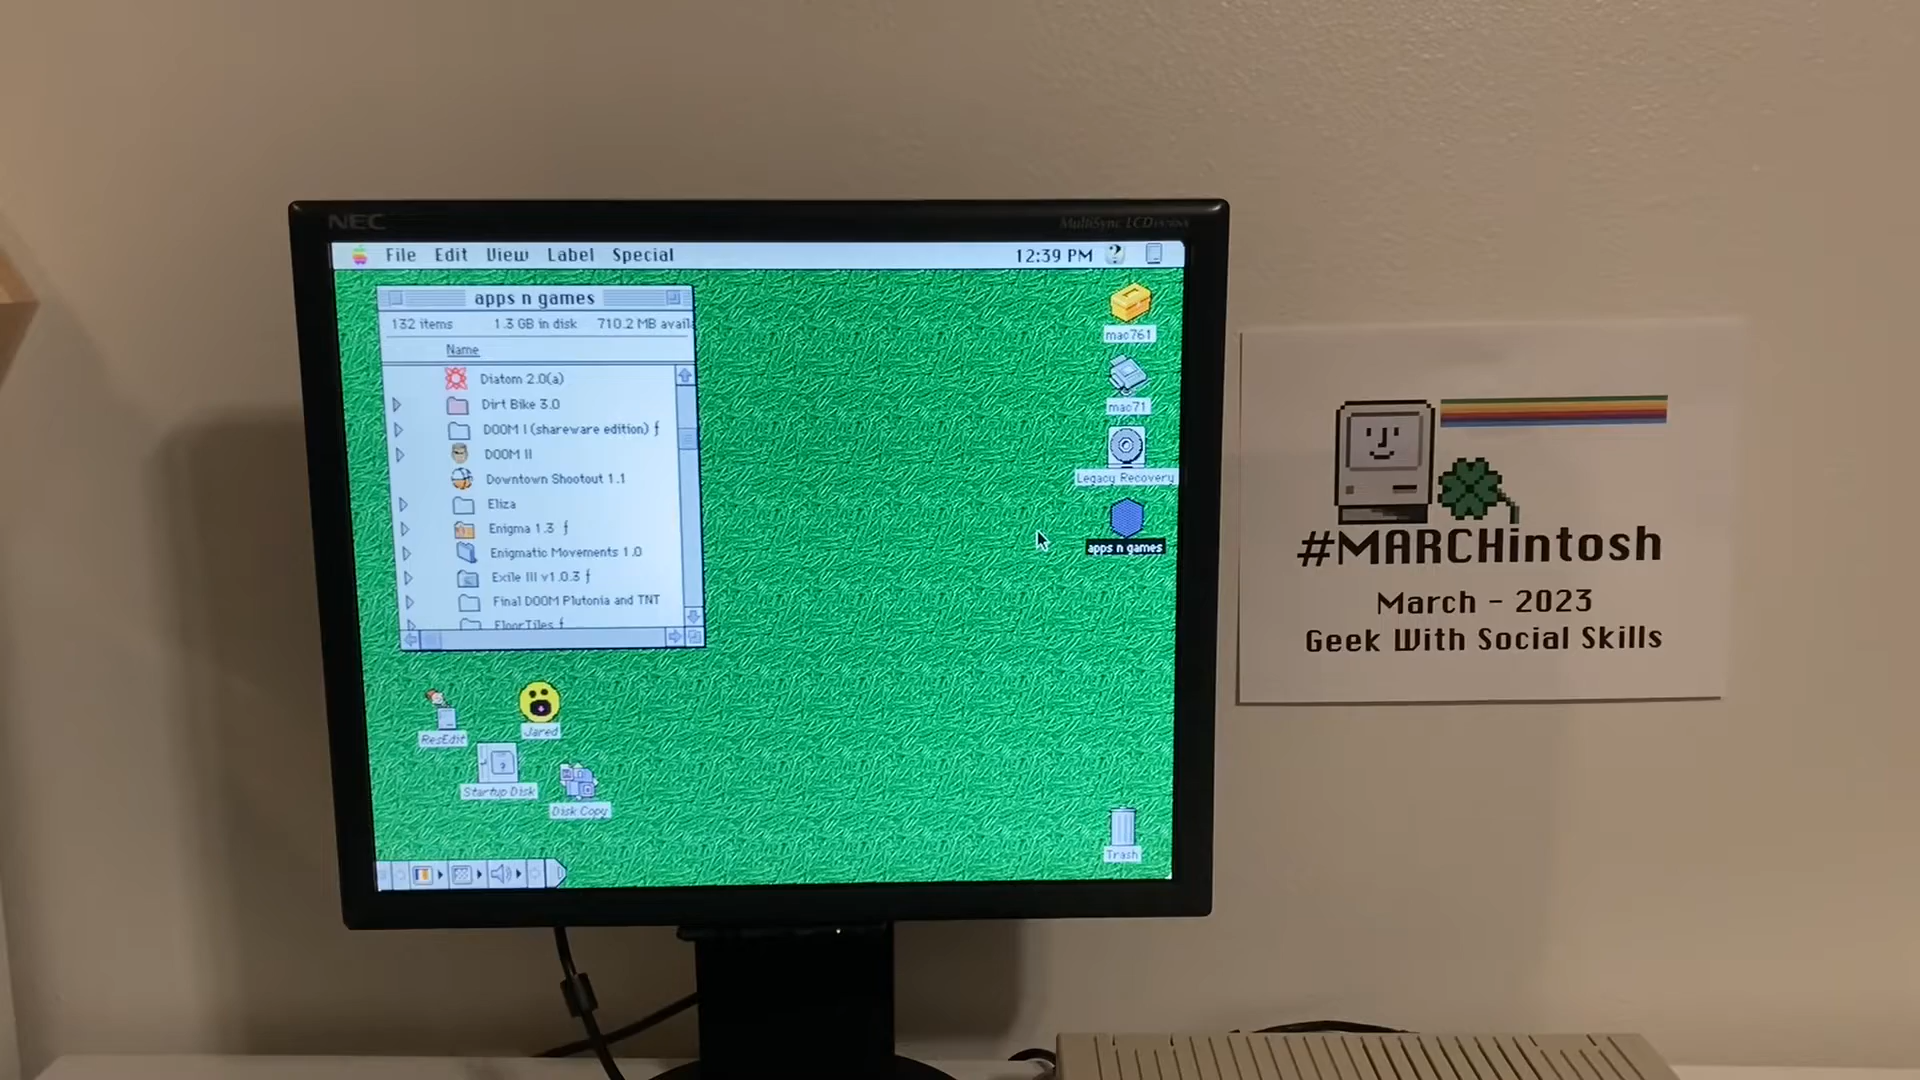 NEC
MultiSync LCD
File Edit View Label Special
12:39 PM
apps n games
132 items 1.3 GB in disk 710.2 MB avail
Name
Diatom 2.0(a)
Dirt Bike 3.0
DOOM I (shareware edition) ƒ
DOOM II
Downtown Shootout 1.1
Eliza
Enigma 1.3 ƒ
Enigmatic Movements 1.0
Exile III v1.0.3 ƒ
Final DOOM Plutonia and TNT
FloorTiles ƒ
mac761
mac71
Legacy Recovery
apps n games
ResEdit
Jared
Startup Disk
Disk Copy
Trash
#MARCHintosh
March - 2023
Geek With Social Skills